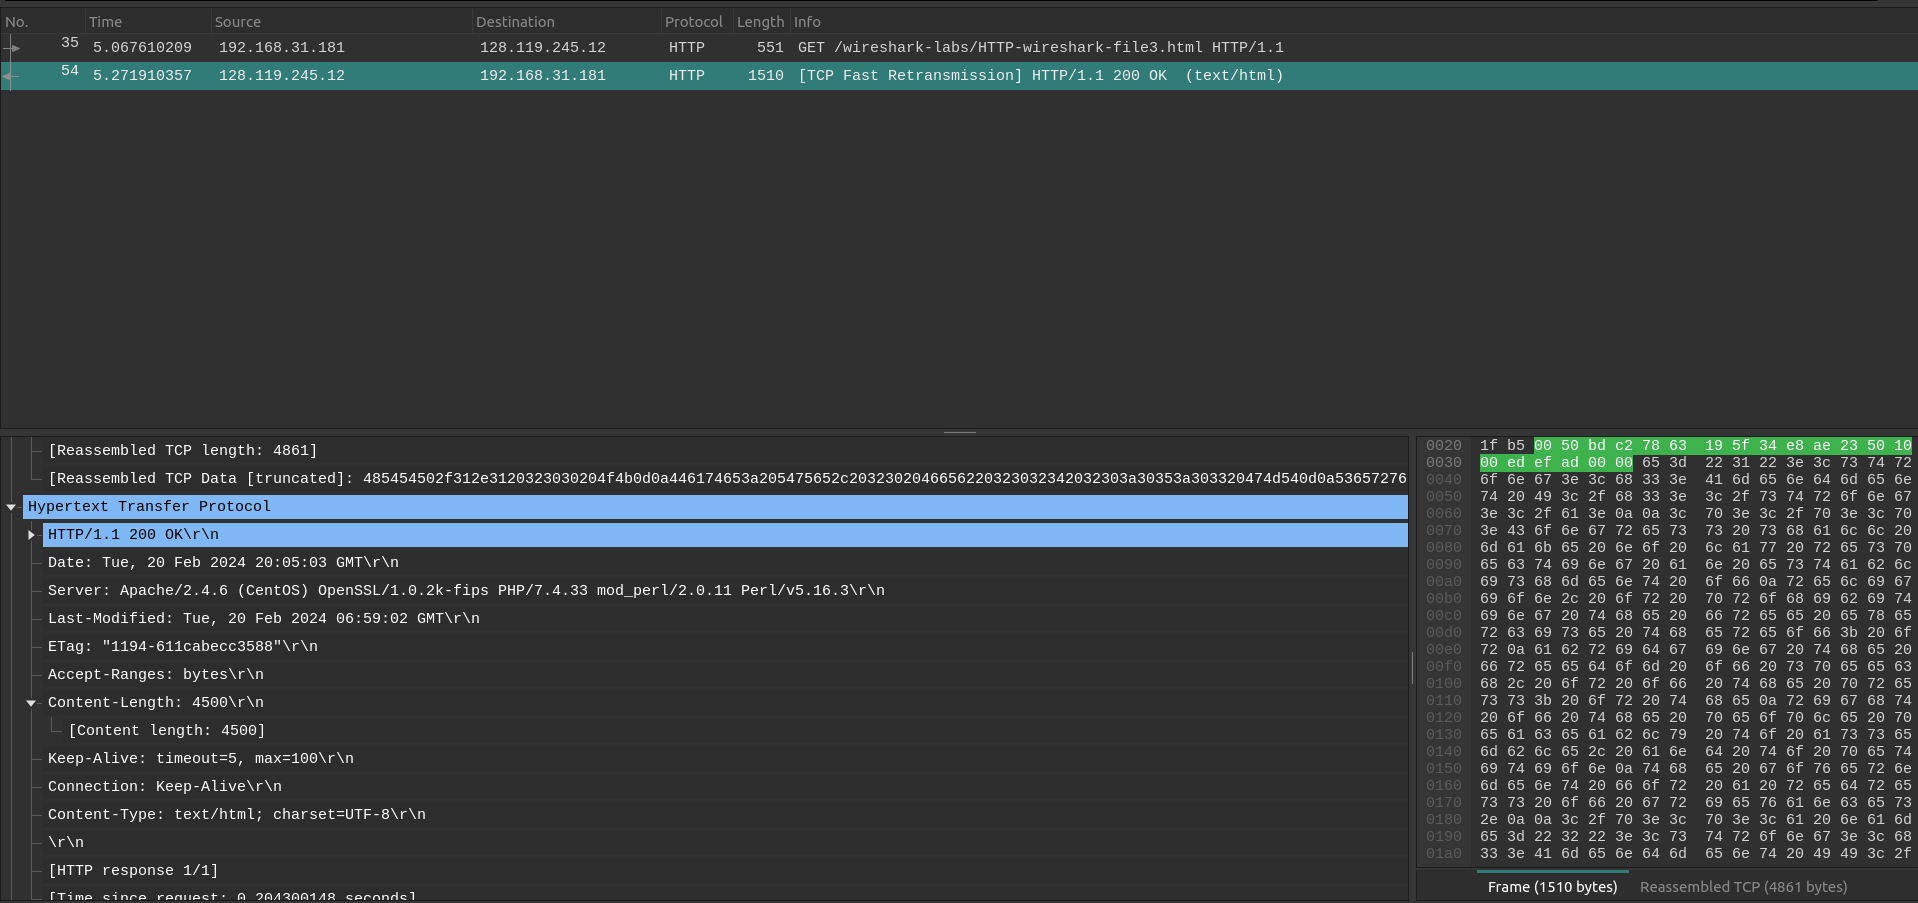 No. Time Source Destination Protocol Length Info
35 5.067610209 192.168.31.181 128.119.245.12 HTTP 551 GET /wireshark-labs/HTTP-wireshark-file3.html HTTP/1.1
54 5.271910357 128.119.245.12 192.168.31.181 HTTP 1510 [TCP Fast Retransmission] HTTP/1.1 200 OK  (text/html)
[Reassembled TCP length: 4861]
[Reassembled TCP Data [truncated]: 485454502f312e3120323030204f4b0d0a446174653a205475652c20323020466562203230323420323​03a30353a303320474d540d0a53657276
Hypertext Transfer Protocol
HTTP/1.1 200 OK\r\n
Date: Tue, 20 Feb 2024 20:05:03 GMT\r\n
Server: Apache/2.4.6 (CentOS) OpenSSL/1.0.2k-fips PHP/7.4.33 mod_perl/2.0.11 Perl/v5.16.3\r\n
Last-Modified: Tue, 20 Feb 2024 06:59:02 GMT\r\n
ETag: "1194-611cabecc3588"\r\n
Accept-Ranges: bytes\r\n
Content-Length: 4500\r\n
[Content length: 4500]
Keep-Alive: timeout=5, max=100\r\n
Connection: Keep-Alive\r\n
Content-Type: text/html; charset=UTF-8\r\n
\r\n
[HTTP response 1/1]
[Time since request: 0.204300148 seconds]
0020 1f b5 00 50 bd c2 78 63 19 5f 34 e8 ae 23 50 10
0030 00 ed ef ad 00 00 65 3d 22 31 22 3e 3c 73 74 72
0040 6f 6e 67 3e 3c 68 33 3e 41 6d 65 6e 64 6d 65 6e
0050 74 20 49 3c 2f 68 33 3e 3c 2f 73 74 72 6f 6e 67
0060 3e 3c 2f 61 3e 0a 0a 3c 70 3e 3c 2f 70 3e 3c 70
0070 3e 43 6f 6e 67 72 65 73 73 20 73 68 61 6c 6c 20
0080 6d 61 6b 65 20 6e 6f 20 6c 61 77 20 72 65 73 70
0090 65 63 74 69 6e 67 20 61 6e 20 65 73 74 61 62 6c
00a0 69 73 68 6d 65 6e 74 20 6f 66 0a 72 65 6c 69 67
00b0 69 6f 6e 2c 20 6f 72 20 70 72 6f 68 69 62 69 74
00c0 69 6e 67 20 74 68 65 20 66 72 65 65 20 65 78 65
00d0 72 63 69 73 65 20 74 68 65 72 65 6f 66 3b 20 6f
00e0 72 0a 61 62 72 69 64 67 69 6e 67 20 74 68 65 20
00f0 66 72 65 65 64 6f 6d 20 6f 66 20 73 70 65 65 63
0100 68 2c 20 6f 72 20 6f 66 20 74 68 65 20 70 72 65
0110 73 73 3b 20 6f 72 20 74 68 65 0a 72 69 67 68 74
0120 20 6f 66 20 74 68 65 20 70 65 6f 70 6c 65 20 70
0130 65 61 63 65 61 62 6c 79 20 74 6f 20 61 73 73 65
0140 6d 62 6c 65 2c 20 61 6e 64 20 74 6f 20 70 65 74
0150 69 74 69 6f 6e 0a 74 68 65 20 67 6f 76 65 72 6e
0160 6d 65 6e 74 20 66 6f 72 20 61 20 72 65 64 72 65
0170 73 73 20 6f 66 20 67 72 69 65 76 61 6e 63 65 73
0180 2e 0a 0a 3c 2f 70 3e 3c 70 3e 3c 61 20 6e 61 6d
0190 65 3d 22 32 22 3e 3c 73 74 72 6f 6e 67 3e 3c 68
01a0 33 3e 41 6d 65 6e 64 6d 65 6e 74 20 49 49 3c 2f
Frame (1510 bytes) Reassembled TCP (4861 bytes)